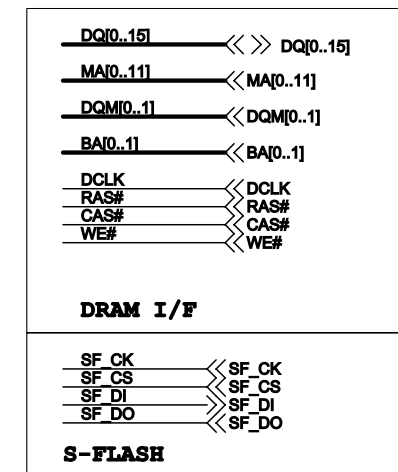 DQ[0..15] DQ[0..15]
MA[0..11] MA[0..11]
DQM[0..1] DQM[0..1]
BA[0..1] BA[0..1]
DCLK DCLK
RAS# RAS#
CAS# CAS#
WE# WE#
DRAM I/F
SF_CK SF_CK
SF_CS SF_CS
SF_DI SF_DI
SF_DO SF_DO
S-FLASH